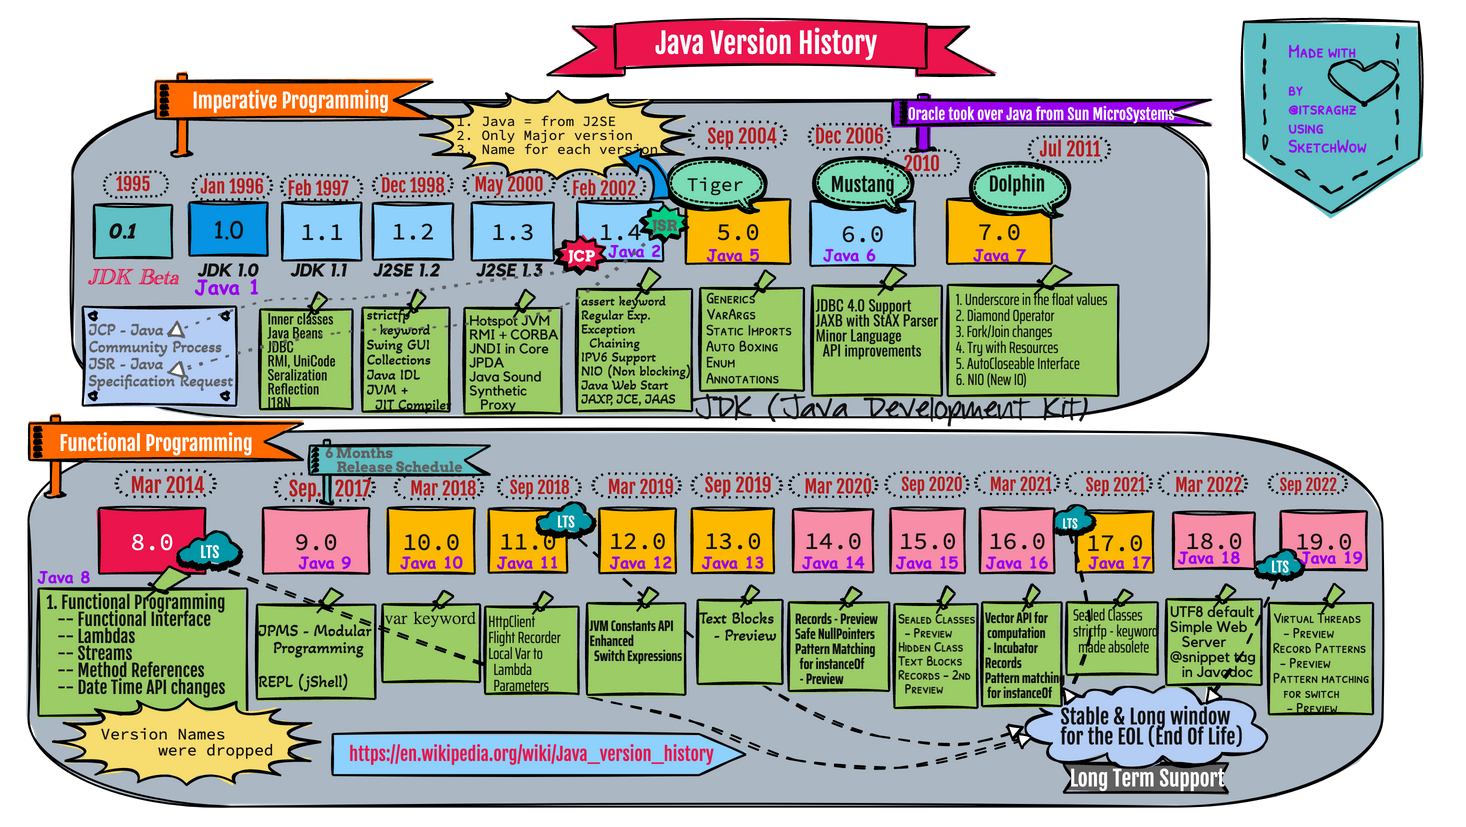 Java Version History
MADE WITH
BY
@ITSRAGHZ
USING
SKETCHWOW
Imperative Programming
1. Java = from J2SE
2. Only Major version
3. Name for each version
Oracle took over Java from Sun MicroSystems
2010
1995
Jan 1996
Feb 1997
Dec 1998
May 2000
Feb 2002
Sep 2004
Dec 2006
Jul 2011
Tiger
Mustang
Dolphin
0.1
1.0
1.1
1.2
1.3
1.4
JSR
JCP
Java 2
5.0
Java 5
6.0
Java 6
7.0
Java 7
JDK Beta
JDK 1.0
Java 1
JDK 1.1
J2SE 1.2
J2SE 1.3
JCP - Java
Community Process
JSR - Java
Specification Request
Inner classes
Java Beans
JDBC
RMI, UniCode
Seralization
Reflection
I18N
strictfp
keyword
Swing GUI
Collections
Java IDL
JVM +
JIT Compiler
Hotspot JVM
RMI + CORBA
JNDI in Core
JPDA
Java Sound
Synthetic
Proxy
assert keyword
Regular Exp.
Exception
Chaining
IPV6 Support
NIO (Non blocking)
Java Web Start
JAXP, JCE, JAAS
GENERICS
VARARGS
STATIC IMPORTS
AUTO BOXING
ENUM
ANNOTATIONS
JDBC 4.0 Support
JAXB with StAX Parser
Minor Language
API improvements
1. Underscore in the float values
2. Diamond Operator
3. Fork/Join changes
4. Try with Resources
5. AutoCloseable Interface
6. NIO (New IO)
JDK (Java Development Kit)
Functional Programming
6 Months
Release Schedule
Mar 2014
Sep. 2017
Mar 2018
Sep 2018
Mar 2019
Sep 2019
Mar 2020
Sep 2020
Mar 2021
Sep 2021
Mar 2022
Sep 2022
8.0
LTS
Java 8
9.0
Java 9
10.0
Java 10
11.0
LTS
Java 11
12.0
Java 12
13.0
Java 13
14.0
Java 14
15.0
Java 15
16.0
Java 16
LTS
17.0
Java 17
18.0
Java 18
LTS
19.0
Java 19
1. Functional Programming
-- Functional Interface
-- Lambdas
-- Streams
-- Method References
-- Date Time API changes
JPMS - Modular
Programming
REPL (jShell)
var keyword
HttpClient
Flight Recorder
Local Var to
Lambda
Parameters
JVM Constants API
Enhanced
Switch Expressions
Text Blocks
- Preview
Records - Preview
Safe NullPointers
Pattern Matching
for instanceOf
- Preview
SEALED CLASSES
- PREVIEW
HIDDEN CLASS
TEXT BLOCKS
RECORDS - 2ND
PREVIEW
Vector API for
computation
- Incubator
Records
Pattern matching
for instanceOf
Sealed Classes
strictfp - keyword
made absolete
UTF8 default
Simple Web
Server
@snippet tag
in Javadoc
VIRTUAL THREADS
- PREVIEW
RECORD PATTERNS
- PREVIEW
PATTERN MATCHING
FOR SWITCH
- PREVIEW
Version Names
were dropped
https://en.wikipedia.org/wiki/Java_version_history
Stable & Long window
for the EOL (End Of Life)
Long Term Support